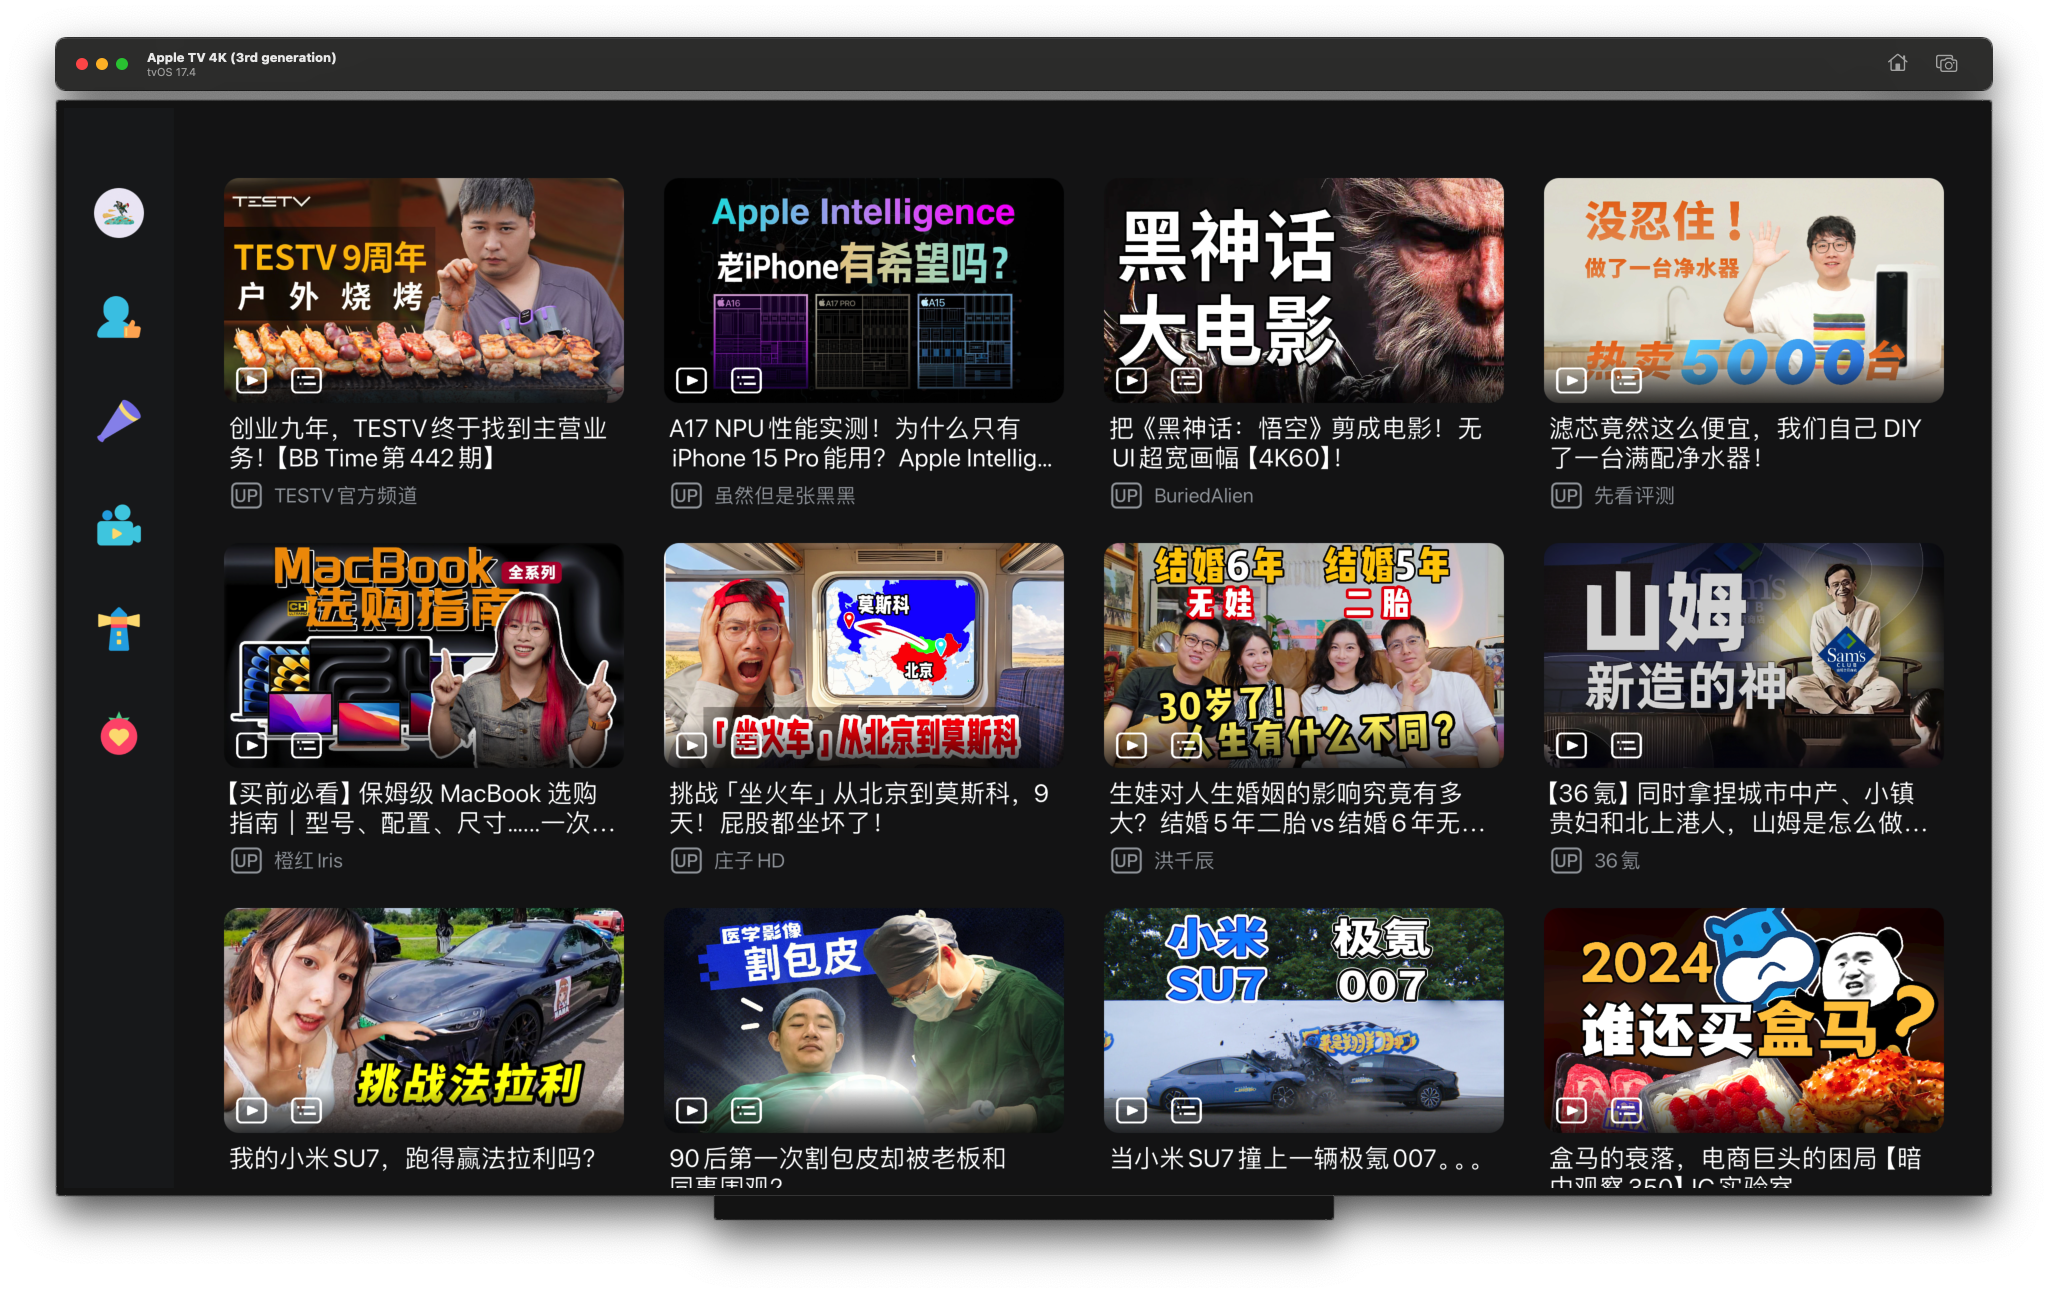 Apple TV 4K (3rd generation)
tvOS 17.4
TESTV
TESTV 9周年
户外烧烤
创业九年，TESTV终于找到主营业
务！【BB Time第442期】
UP TESTV官方频道
Apple Intelligence
老iPhone有希望吗？
A16
A17 PRO
A15
A17 NPU性能实测！为什么只有
iPhone 15 Pro能用？Apple Intellig...
UP 虽然但是张黑黑
黑神话
大电影
把《黑神话：悟空》剪成电影！无
UI超宽画幅【4K60】！
UP BuriedAlien
没忍住！
做了一台净水器
热卖5000台
滤芯竟然这么便宜，我们自己 DIY
了一台满配净水器！
UP 先看评测
MacBook 全系列
选购指南
【买前必看】保姆级 MacBook 选购
指南｜型号、配置、尺寸……一次...
UP 橙红Iris
莫斯科
北京
「坐火车」从北京到莫斯科
挑战「坐火车」从北京到莫斯科，9
天！屁股都坐坏了！
UP 庄子HD
结婚6年 结婚5年
无娃 二胎
30岁了！
人生有什么不同？
生娃对人生婚姻的影响究竟有多
大？结婚5年二胎vs结婚6年无...
UP 洪千辰
山姆
新造的神
Sam's
CLUB
【36氪】同时拿捏城市中产、小镇
贵妇和北上港人，山姆是怎么做...
UP 36氪
挑战法拉利
我的小米SU7，跑得赢法拉利吗？
医学影像
割包皮
90后第一次割包皮却被老板和
同事围观？
小米 极氪
SU7 007
当小米SU7撞上一辆极氪007。。。
2024
谁还买盒马？
盒马的衰落，电商巨头的困局【暗
中观察350】IC实验室